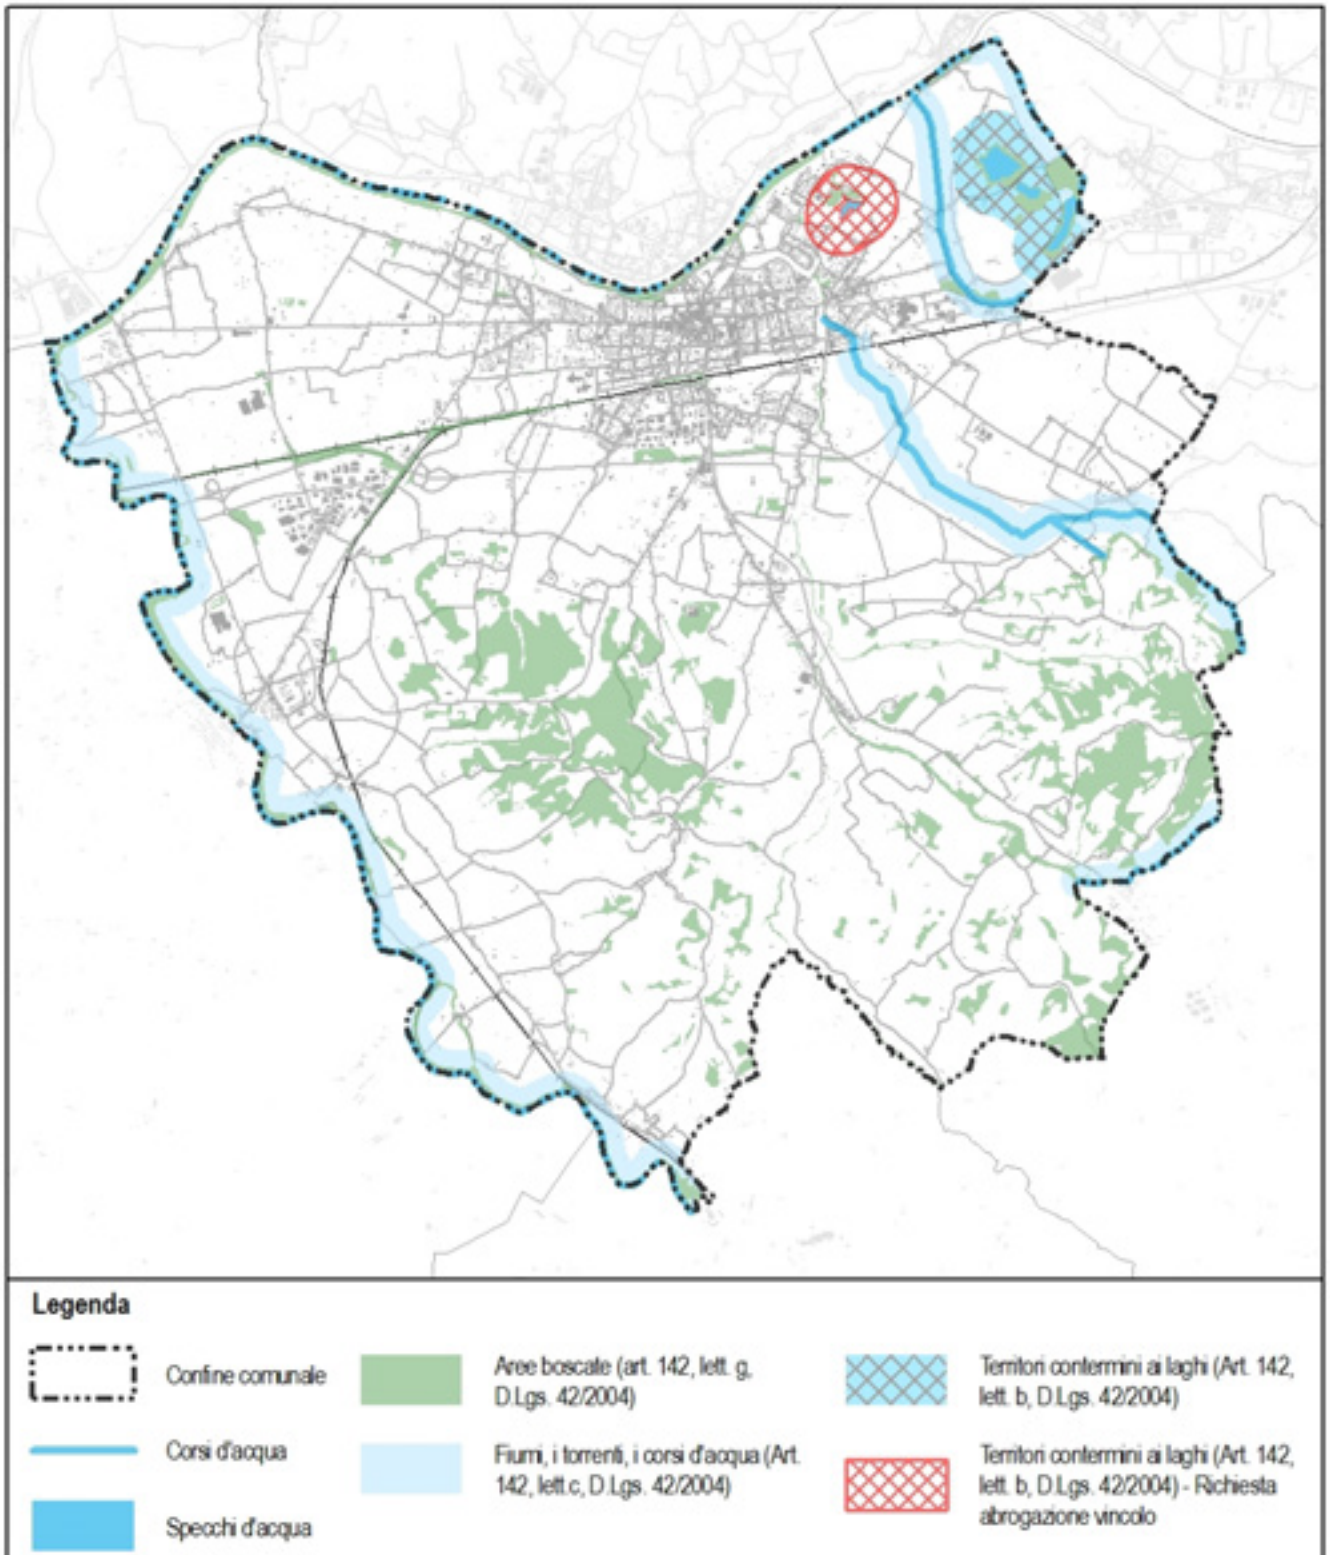 Legenda
Confine comunale
Corsi d'acqua
Specchi d'acqua
Aree boscate (art. 142, lett. g,
D.Lgs. 42/2004)
Fiumi, i torrenti, i corsi d'acqua (Art.
142, lett.c, D.Lgs. 42/2004)
Territori contermini ai laghi (Art. 142,
lett. b, D.Lgs. 42/2004)
Territori contermini ai laghi (Art. 142,
lett. b, D.Lgs. 42/2004) - Richiesta
abrogazione vincolo